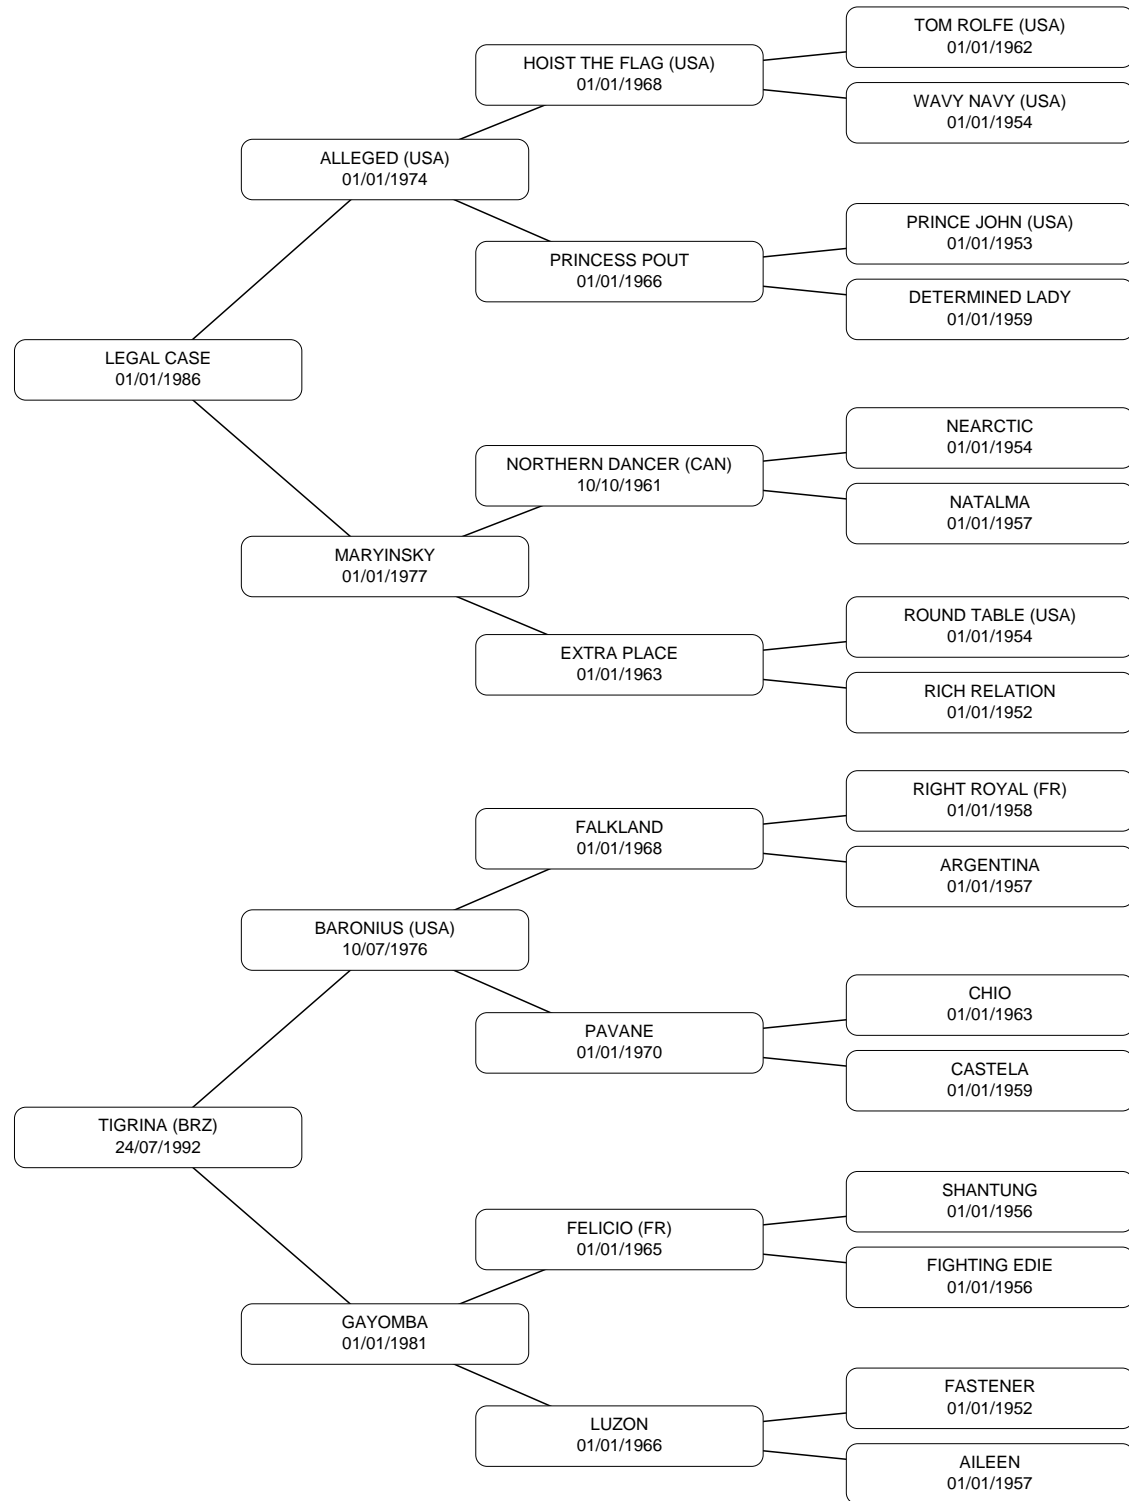 TOM ROLFE (USA)
01/01/1962
HOIST THE FLAG (USA)
01/01/1968
WAVY NAVY (USA)
01/01/1954
ALLEGED (USA)
01/01/1974
PRINCE JOHN (USA)
01/01/1953
PRINCESS POUT
01/01/1966
DETERMINED LADY
01/01/1959
LEGAL CASE
01/01/1986
NEARCTIC
01/01/1954
NORTHERN DANCER (CAN)
10/10/1961
NATALMA
01/01/1957
MARYINSKY
01/01/1977
ROUND TABLE (USA)
01/01/1954
EXTRA PLACE
01/01/1963
RICH RELATION
01/01/1952
RIGHT ROYAL (FR)
01/01/1958
FALKLAND
01/01/1968
ARGENTINA
01/01/1957
BARONIUS (USA)
10/07/1976
CHIO
01/01/1963
PAVANE
01/01/1970
CASTELA
01/01/1959
TIGRINA (BRZ)
24/07/1992
SHANTUNG
01/01/1956
FELICIO (FR)
01/01/1965
FIGHTING EDIE
01/01/1956
GAYOMBA
01/01/1981
FASTENER
01/01/1952
LUZON
01/01/1966
AILEEN
01/01/1957